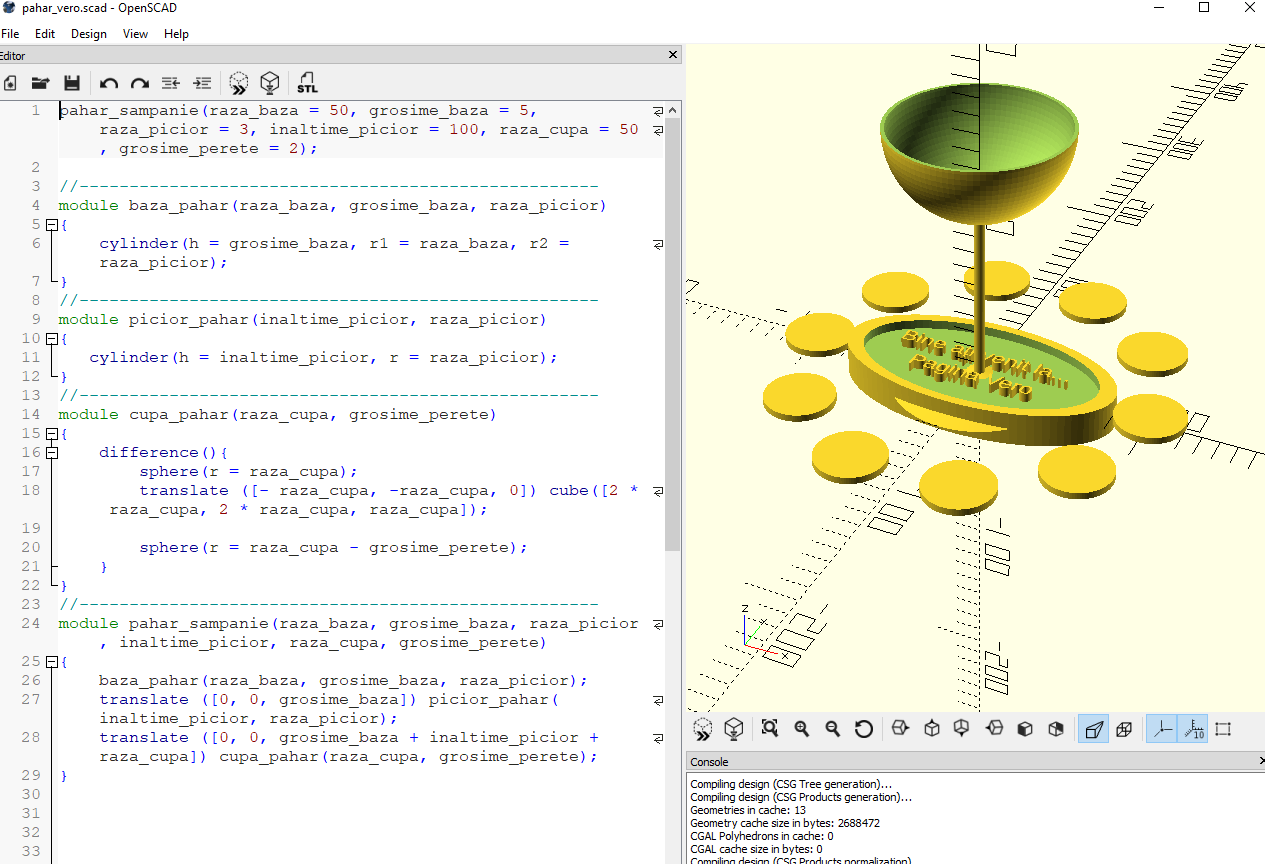 pahar_vero.scad - OpenSCAD
File Edit Design View Help
Editor
STL
1 pahar_sampanie(raza_baza = 50, grosime_baza = 5,
raza_picior = 3, inaltime_picior = 100, raza_cupa = 50
, grosime_perete = 2);
2
3 //----------------------------------------------------
4 module baza_pahar(raza_baza, grosime_baza, raza_picior)
5 {
6 cylinder(h = grosime_baza, r1 = raza_baza, r2 =
raza_picior);
7 }
8 //----------------------------------------------------
9 module picior_pahar(inaltime_picior, raza_picior)
10 {
11 cylinder(h = inaltime_picior, r = raza_picior);
12 }
13 //----------------------------------------------------
14 module cupa_pahar(raza_cupa, grosime_perete)
15 {
16 difference(){
17 sphere(r = raza_cupa);
18 translate ([- raza_cupa, -raza_cupa, 0]) cube([2 *
raza_cupa, 2 * raza_cupa, raza_cupa]);
19
20 sphere(r = raza_cupa - grosime_perete);
21 }
22 }
23 //----------------------------------------------------
24 module pahar_sampanie(raza_baza, grosime_baza, raza_picior
, inaltime_picior, raza_cupa, grosime_perete)
25 {
26 baza_pahar(raza_baza, grosime_baza, raza_picior);
27 translate ([0, 0, grosime_baza]) picior_pahar(
inaltime_picior, raza_picior);
28 translate ([0, 0, grosime_baza + inaltime_picior +
raza_cupa]) cupa_pahar(raza_cupa, grosime_perete);
29 }
30
31
32
33
Bine ați venit la...
Pagina Vero
z
x
10
Console
Compiling design (CSG Tree generation)...
Compiling design (CSG Products generation)...
Geometries in cache: 13
Geometry cache size in bytes: 2688472
CGAL Polyhedrons in cache: 0
CGAL cache size in bytes: 0
Compiling design (CSG Products normalization)